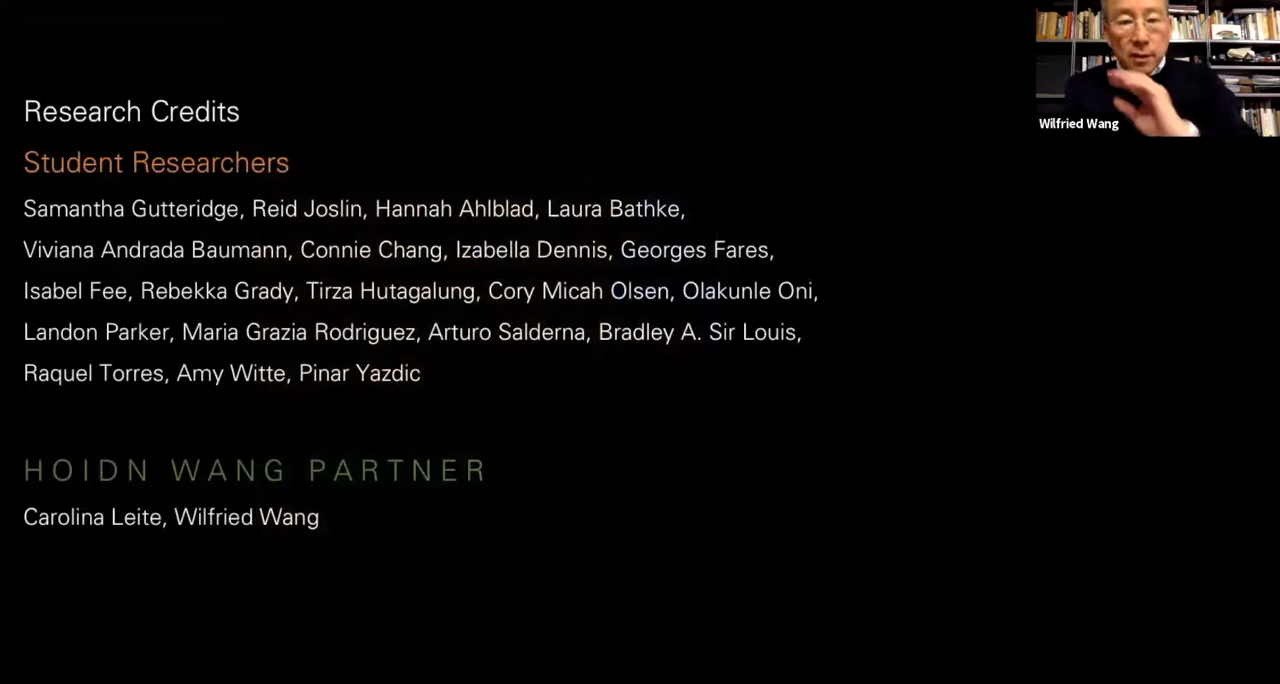 Research Credits
Student Researchers
Samantha Gutteridge, Reid Joslin, Hannah Ahlblad, Laura Bathke,
Viviana Andrada Baumann, Connie Chang, Izabella Dennis, Georges Fares,
Isabel Fee, Rebekka Grady, Tirza Hutagalung, Cory Micah Olsen, Olakunle Oni,
Landon Parker, Maria Grazia Rodriguez, Arturo Salderna, Bradley A. Sir Louis,
Raquel Torres, Amy Witte, Pinar Yazdic
HOIDN WANG PARTNER
Carolina Leite, Wilfried Wang
Wilfried Wang